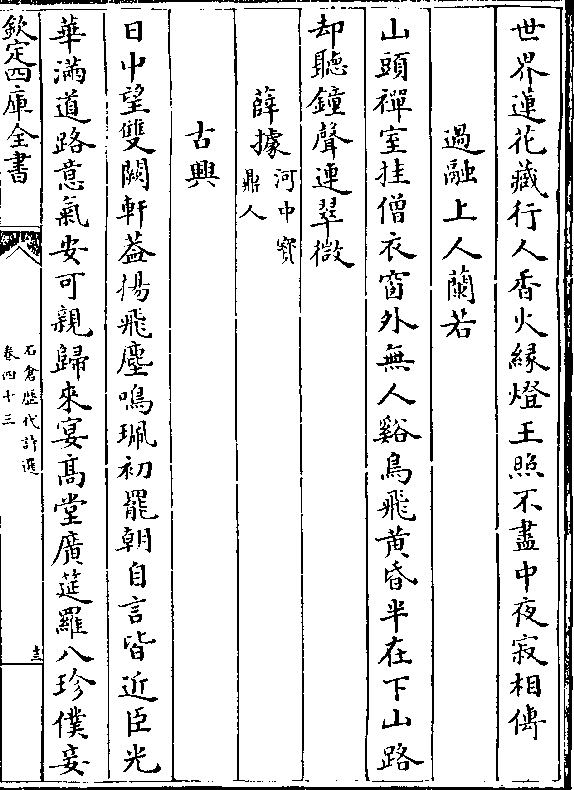 世界蓮花藏行人香火緣燈王照不盡中夜寂相傳
過融上人蘭若
山頭禪室挂僧衣窗外無人谿鳥飛黄昏半在下山路
却聽鐘聲連翠微
薛據河中寳
鼎人
古興
日中望雙闕軒葢揚飛塵鳴珮初罷朝自言皆近臣光
華滿道路意氣安可親歸來宴髙堂廣筵羅八珍僕妾
欽定四庫全書
石倉歷代詩選
卷四十三
十三